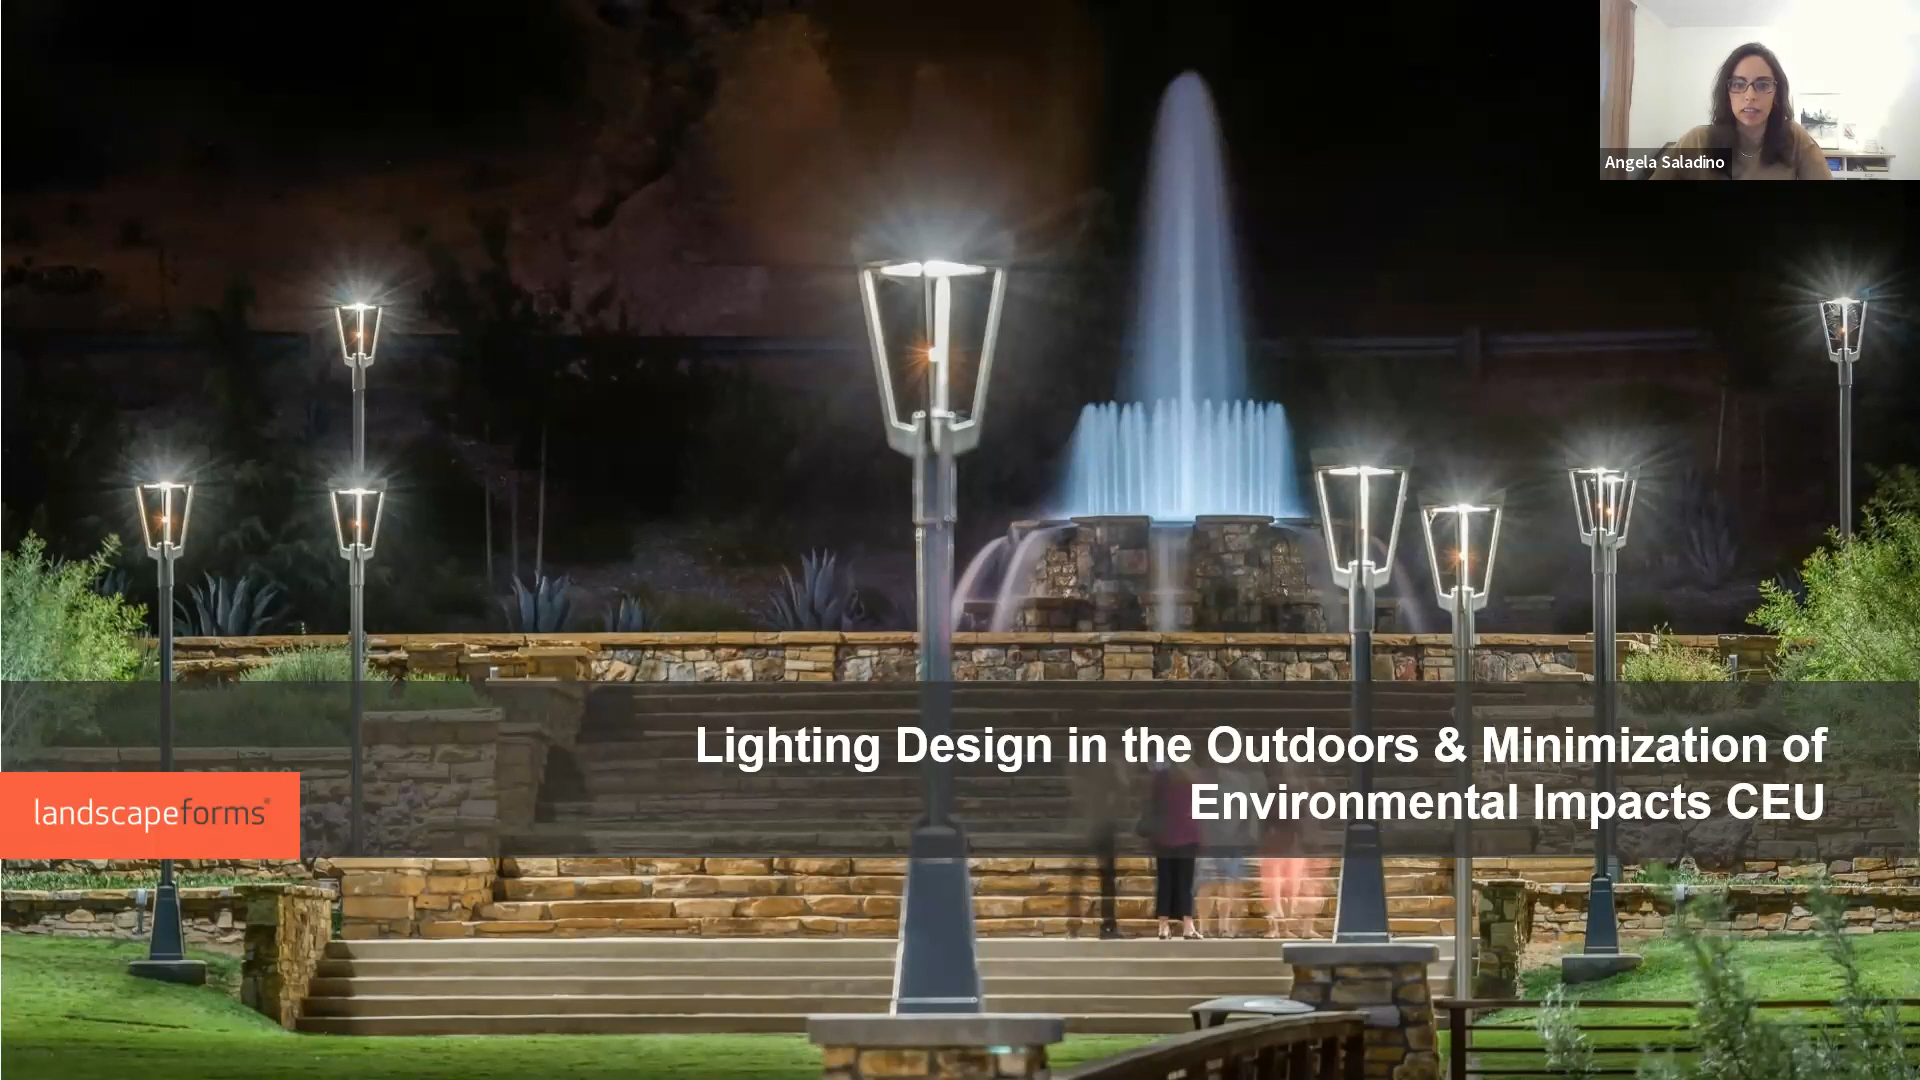 Angela Saladino
Lighting Design in the Outdoors & Minimization of
Environmental Impacts CEU
landscapeforms®